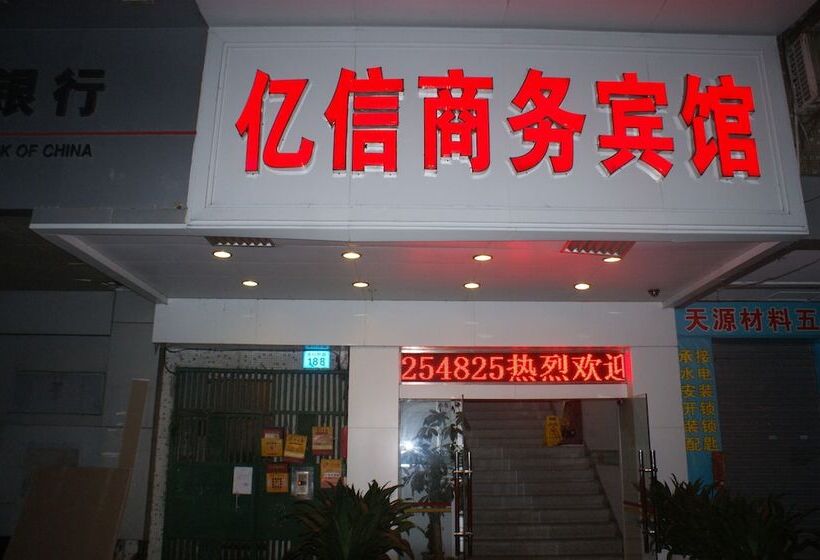 亿信商务宾馆
银行
K OF CHINA
188
254825热烈欢迎
天源材料五
承接
水电
安装
开锁
装锁
配匙